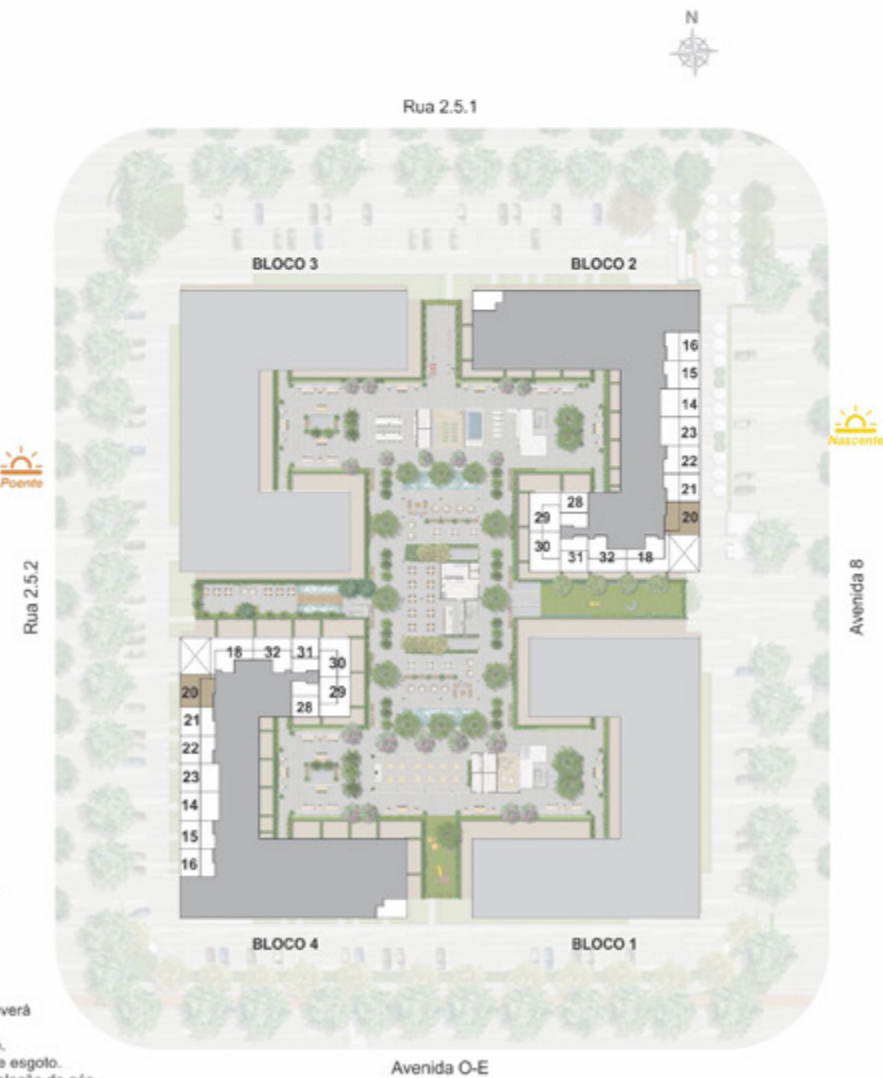 N
Rua 2.5.1
BLOCO 3
BLOCO 2
16
15
14
23
22
21
20
28
29
30
31
32
18
Poente
Nascente
Rua 2.5.2
Avenida 8
18
32
31
30
29
28
20
21
22
23
14
15
16
BLOCO 4
BLOCO 1
verá
e esgoto.
Avenida O-E